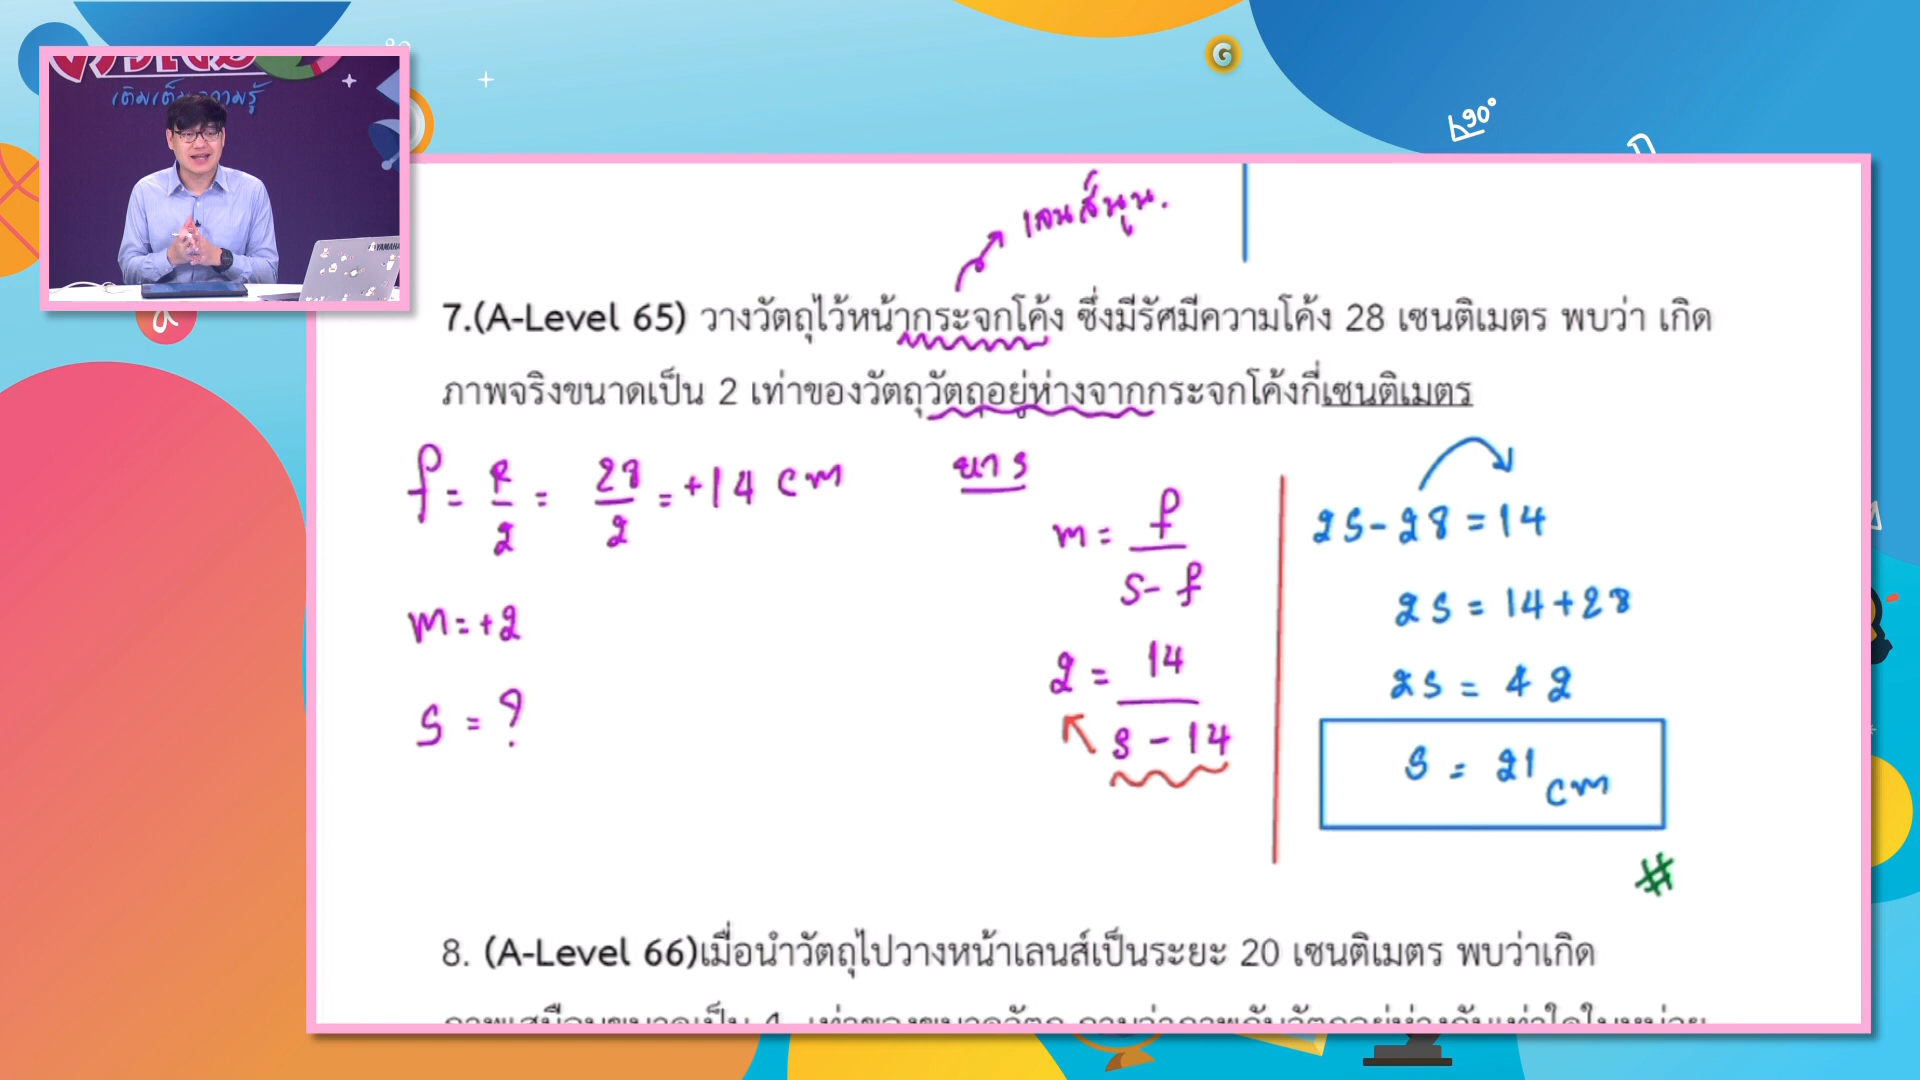 เติมเต็มความรู้
YAMAHA
90°
ก
a
G
เลนส์นูน.
7.(A-Level 65) วางวัตถุไว้หน้ากระจกโค้ง ซึ่งมีรัศมีความโค้ง 28 เซนติเมตร พบว่า เกิด
ภาพจริงขนาดเป็น 2 เท่าของวัตถุวัตถุอยู่ห่างจากกระจกโค้งกี่เซนติเมตร
f = R/2 = 28/2 = +14 cm
m = +2
s = ?
หา s
m = f/(s - f)
2 = 14/(s - 14)
2s - 28 = 14
2s = 14 + 28
2s = 42
s = 21 cm
#
8. (A-Level 66)เมื่อนำวัตถุไปวางหน้าเลนส์เป็นระยะ 20 เซนติเมตร พบว่าเกิด